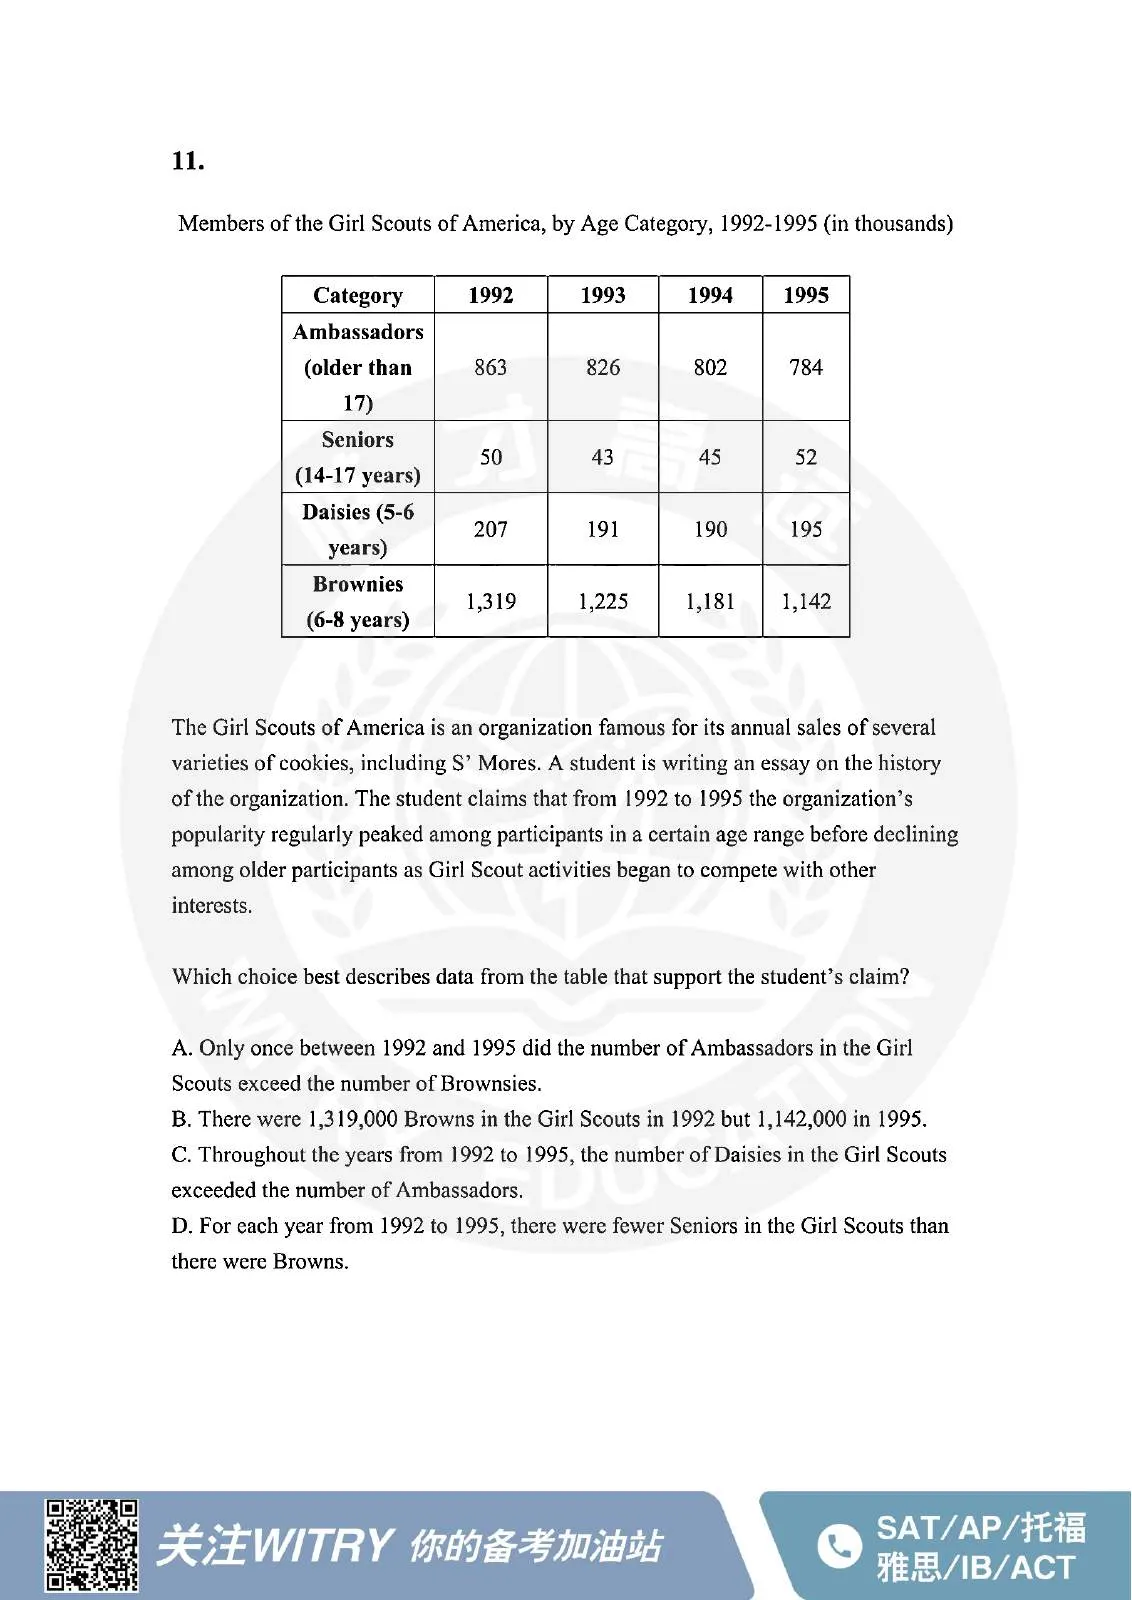 11.
Members of the Girl Scouts of America, by Age Category, 1992-1995 (in thousands)
Category 1992 1993 1994 1995
Ambassadors
(older than
17)
863 826 802 784
Seniors
(14-17 years)
50 43 45 52
Daisies (5-6
years)
207 191 190 195
Brownies
(6-8 years)
1,319 1,225 1,181 1,142
The Girl Scouts of America is an organization famous for its annual sales of several
varieties of cookies, including S’ Mores. A student is writing an essay on the history
of the organization. The student claims that from 1992 to 1995 the organization’s
popularity regularly peaked among participants in a certain age range before declining
among older participants as Girl Scout activities began to compete with other
interests.
Which choice best describes data from the table that support the student’s claim?
A. Only once between 1992 and 1995 did the number of Ambassadors in the Girl
Scouts exceed the number of Brownsies.
B. There were 1,319,000 Browns in the Girl Scouts in 1992 but 1,142,000 in 1995.
C. Throughout the years from 1992 to 1995, the number of Daisies in the Girl Scouts
exceeded the number of Ambassadors.
D. For each year from 1992 to 1995, there were fewer Seniors in the Girl Scouts than
there were Browns.
关注WITRY 你的备考加油站
SAT/AP/托福
雅思/IB/ACT